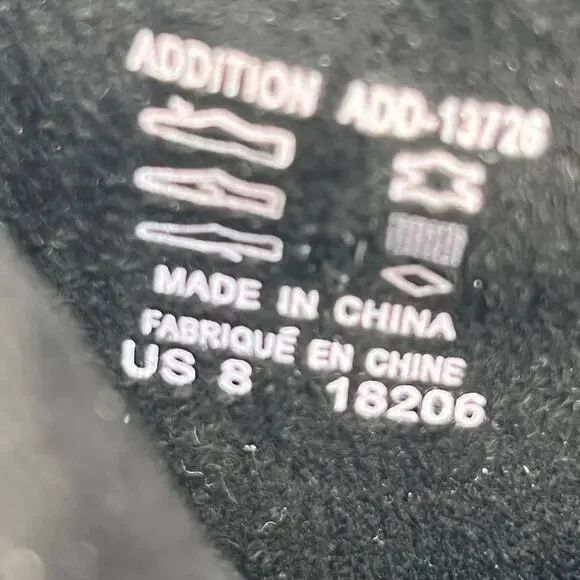 ADDITION ADD-13726
MADE IN CHINA
FABRIQUÉ EN CHINE
US 8 18206